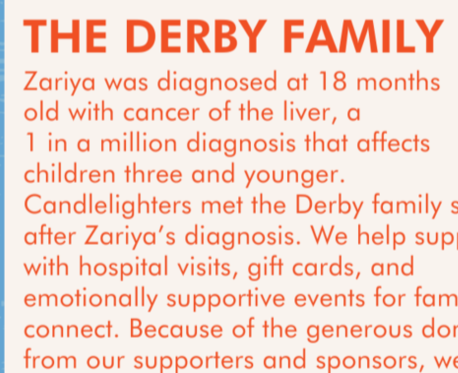 THE DERBY FAMILY
Zariya was diagnosed at 18 months
old with cancer of the liver, a
1 in a million diagnosis that affects
children three and younger.
Candlelighters met the Derby family
after Zariya's diagnosis. We help
with hospital visits, gift cards, and
emotionally supportive events for
connect. Because of the generous
from our supporters and sponsors,